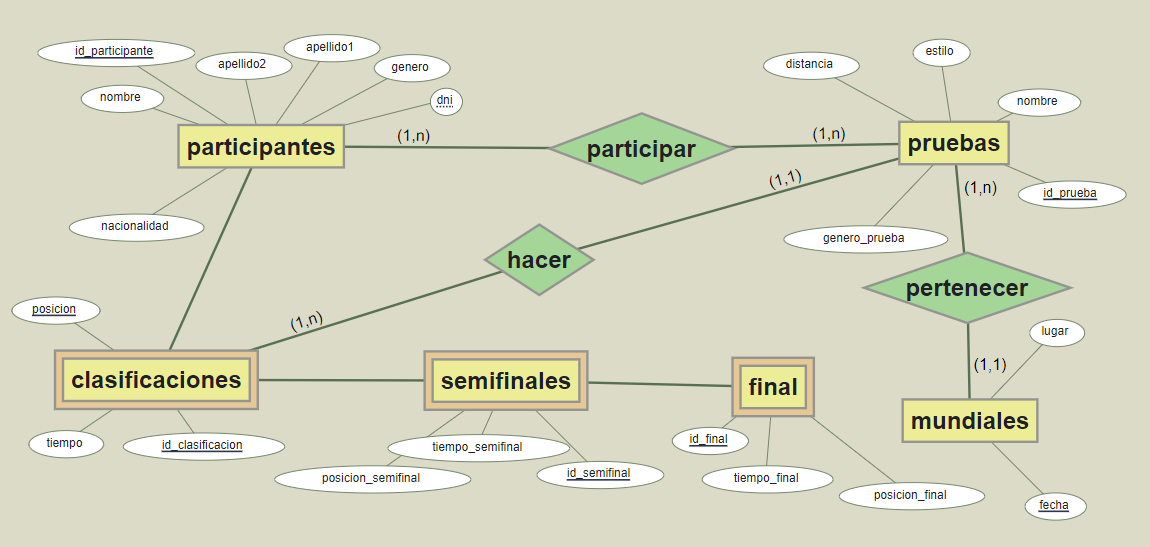 id_participante
apellido2
apellido1
genero
dni
nombre
participantes
nacionalidad
(1,n)
participar
(1,n)
distancia
estilo
nombre
pruebas
id_prueba
genero_prueba
(1,1)
hacer
(1,n)
(1,n)
pertenecer
(1,1)
lugar
mundiales
fecha
posicion
clasificaciones
tiempo
id_clasificacion
semifinales
tiempo_semifinal
posicion_semifinal
id_semifinal
final
id_final
tiempo_final
posicion_final